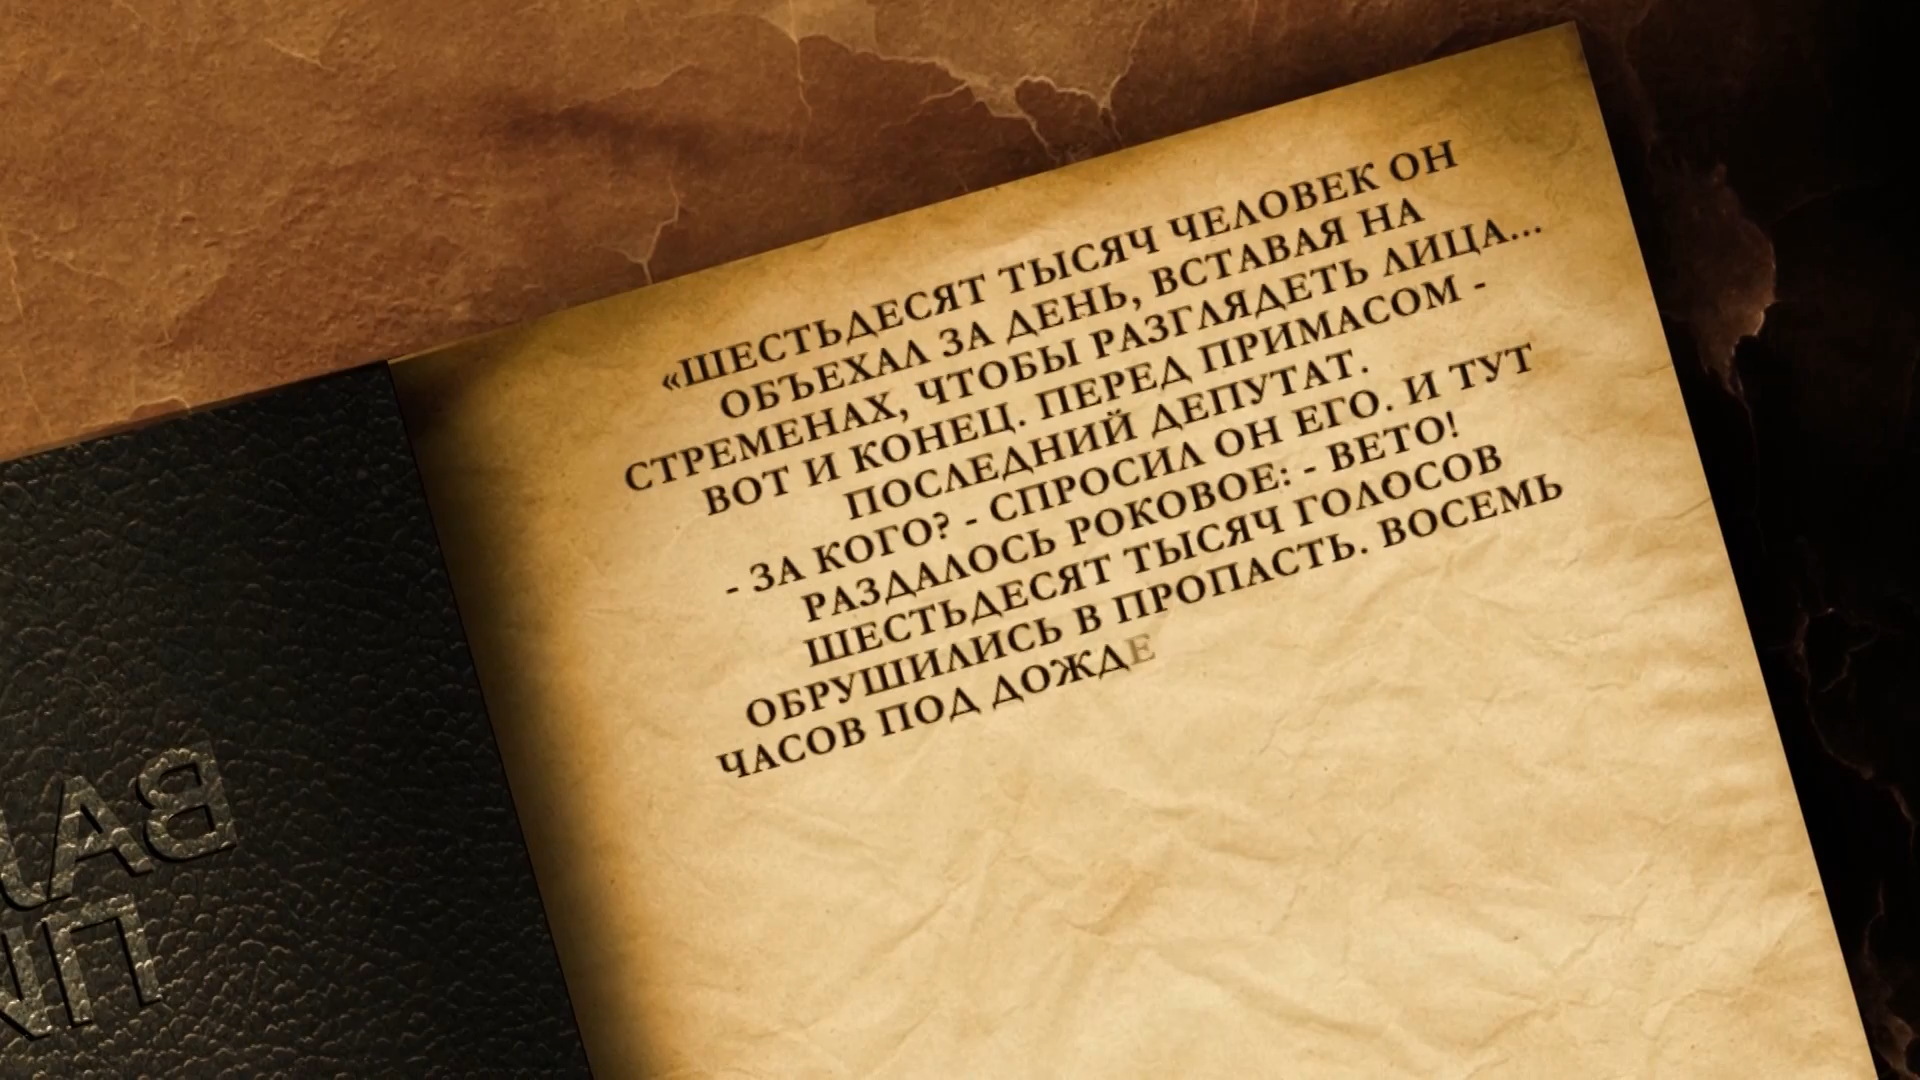 «ШЕСТЬДЕСЯТ ТЫСЯЧ ЧЕЛОВЕК ОН
ОБЪЕХАЛ ЗА ДЕНЬ, ВСТАВАЯ НА
СТРЕМЕНАХ, ЧТОБЫ РАЗГЛЯДЕТЬ ЛИЦА...
ВОТ И КОНЕЦ. ПЕРЕД ПРИМАСОМ -
ПОСЛЕДНИЙ ДЕПУТАТ.
- ЗА КОГО? - СПРОСИЛ ОН ЕГО. И ТУТ
РАЗДАЛОСЬ РОКОВОЕ: - ВЕТО!
ШЕСТЬДЕСЯТ ТЫСЯЧ ГОЛОСОВ
ОБРУШИЛИСЬ В ПРОПАСТЬ. ВОСЕМЬ
ЧАСОВ ПОД ДОЖДЕ